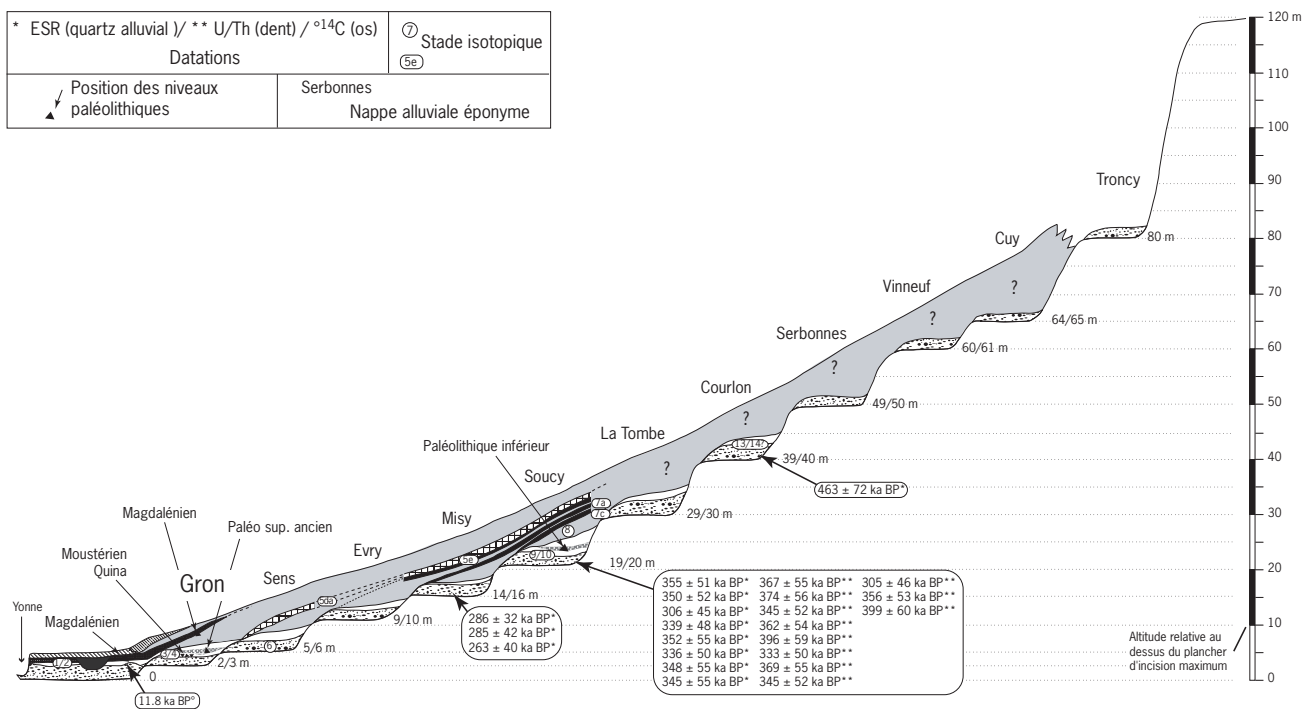 * ESR (quartz alluvial )/ ** U/Th (dent) / °14C (os)
Datations
7
5e
Stade isotopique
Position des niveaux
paléolithiques
Serbonnes
Nappe alluviale éponyme
120 m
110
100
90
80
70
60
50
40
30
20
10
0
Altitude relative au
dessus du plancher
d'incision maximum
Troncy
80 m
Cuy
?
64/65 m
Vinneuf
?
60/61 m
Serbonnes
?
49/50 m
Courlon
?
13/14?
39/40 m
463 ± 72 ka BP*
La Tombe
?
29/30 m
Paléolithique inférieur
Soucy
7a
7c
8
9/10
19/20 m
355 ± 51 ka BP* 367 ± 55 ka BP** 305 ± 46 ka BP**
350 ± 52 ka BP* 374 ± 56 ka BP** 356 ± 53 ka BP**
306 ± 45 ka BP* 345 ± 52 ka BP** 399 ± 60 ka BP**
339 ± 48 ka BP* 362 ± 54 ka BP**
352 ± 55 ka BP* 396 ± 59 ka BP**
336 ± 50 ka BP* 333 ± 50 ka BP**
348 ± 55 ka BP* 369 ± 55 ka BP**
345 ± 55 ka BP* 345 ± 52 ka BP**
Misy
5e
14/16 m
286 ± 32 ka BP*
285 ± 42 ka BP*
263 ± 40 ka BP*
Evry
9/10 m
Sens
5da
6
5/6 m
Magdalénien
Paléo sup. ancien
Moustérien
Quina
Gron
3/4
2/3 m
Yonne
Magdalénien
1/2
0
11.8 ka BP°